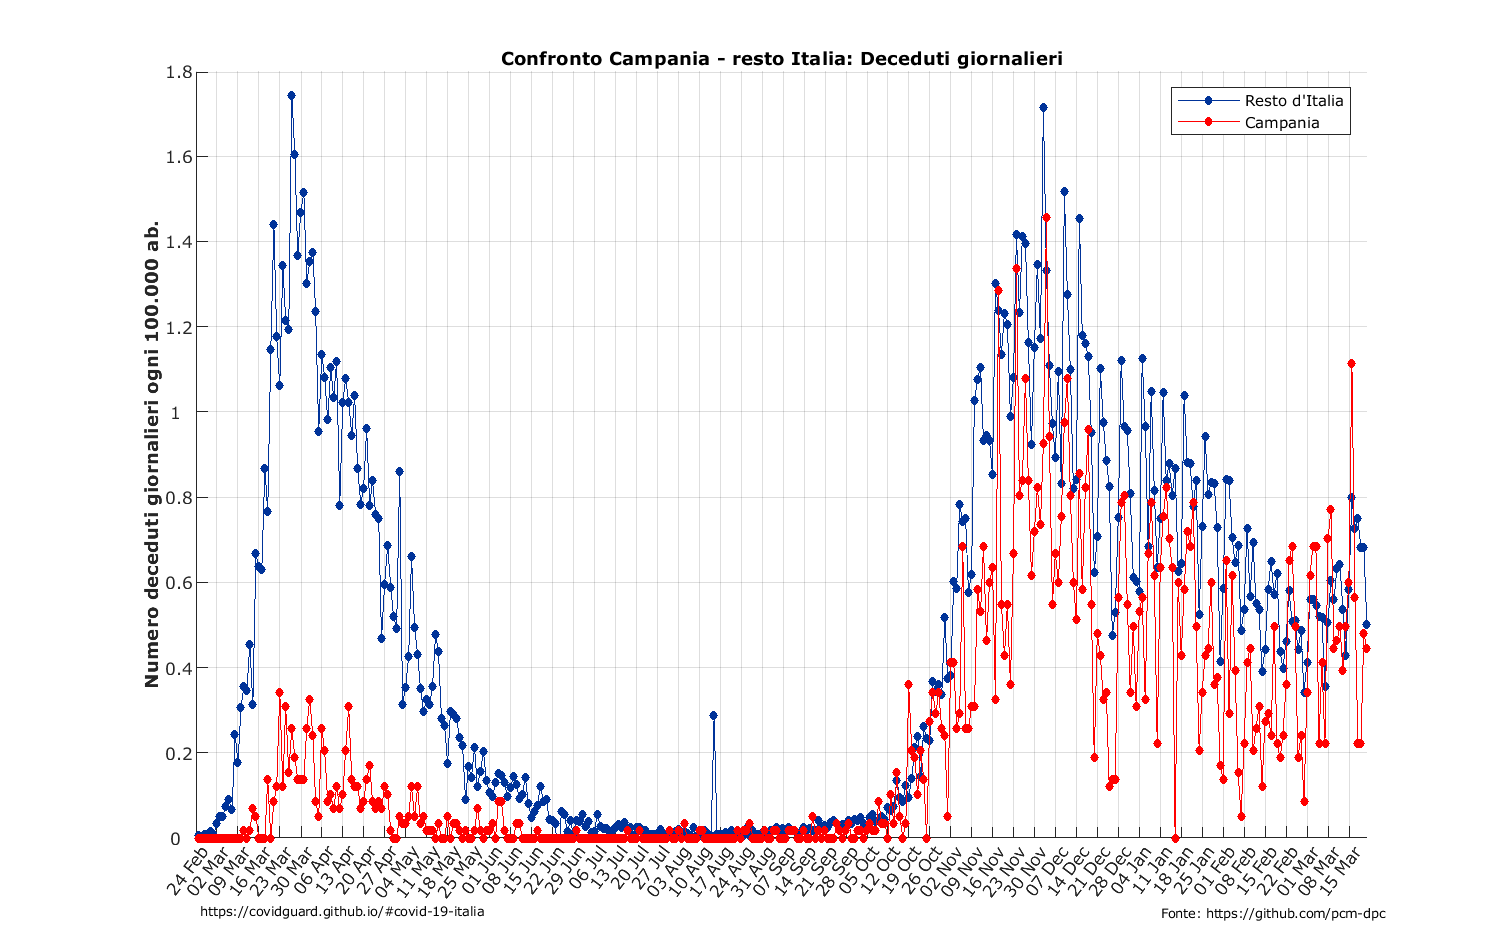 Confronto Campania - resto Italia: Deceduti giornalieri
Numero deceduti giornalieri ogni 100.000 ab.
1.8
1.6
1.4
1.2
1
0.8
0.6
0.4
0.2
0
Resto d'Italia
Campania
24 Feb
02 Mar
09 Mar
16 Mar
23 Mar
30 Mar
06 Apr
13 Apr
20 Apr
27 Apr
04 May
11 May
18 May
25 May
01 Jun
08 Jun
15 Jun
22 Jun
29 Jun
06 Jul
13 Jul
20 Jul
27 Jul
03 Aug
10 Aug
17 Aug
24 Aug
31 Aug
07 Sep
14 Sep
21 Sep
28 Sep
05 Oct
12 Oct
19 Oct
26 Oct
02 Nov
09 Nov
16 Nov
23 Nov
30 Nov
07 Dec
14 Dec
21 Dec
28 Dec
04 Jan
11 Jan
18 Jan
25 Jan
01 Feb
08 Feb
15 Feb
22 Feb
01 Mar
08 Mar
15 Mar
https://covidguard.github.io/#covid-19-italia
Fonte: https://github.com/pcm-dpc